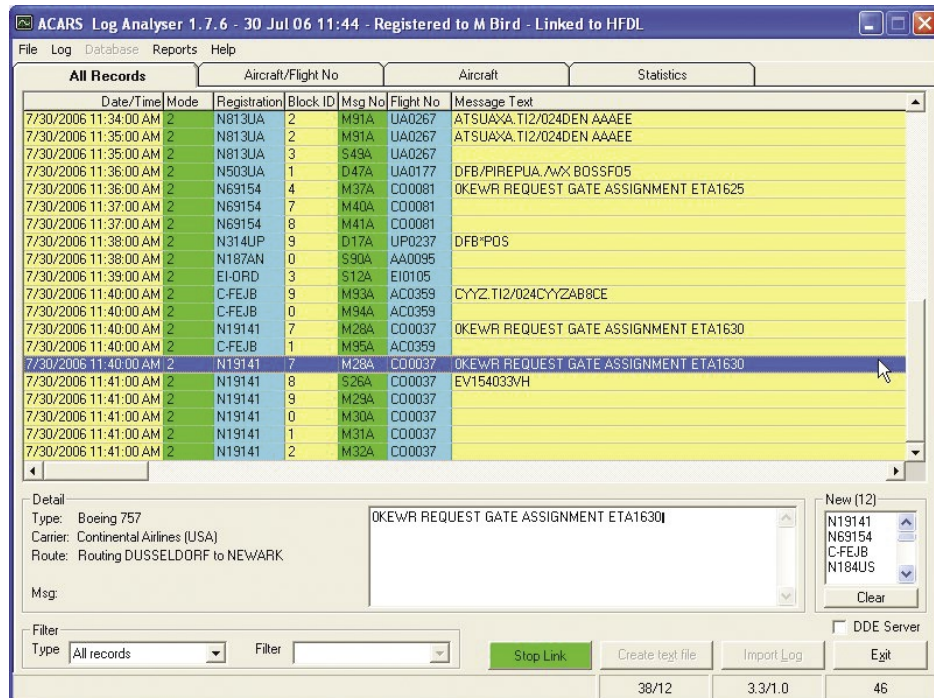 ACARS Log Analyser 1.7.6 - 30 Jul 06 11:44 - Registered to M Bird - Linked to HFDL
File Log Database Reports Help
All Records Aircraft/Flight No Aircraft Statistics
Date/Time Mode Registration Block ID Msg No Flight No Message Text
7/30/2006 11:34:00 AM 2 N813UA 2 M91A UA0267 ATSUAXA.TI2/024DEN AAAEE
7/30/2006 11:35:00 AM 2 N813UA 2 M91A UA0267 ATSUAXA.TI2/024DEN AAAEE
7/30/2006 11:35:00 AM 2 N813UA 3 S49A UA0267
7/30/2006 11:36:00 AM 2 N503UA 1 D47A UA0177 DFB/PIREPUA./WX BOSSFO5
7/30/2006 11:36:00 AM 2 N69154 4 M37A CO0081 0KEWR REQUEST GATE ASSIGNMENT ETA1625
7/30/2006 11:37:00 AM 2 N69154 7 M40A CO0081
7/30/2006 11:37:00 AM 2 N69154 8 M41A CO0081
7/30/2006 11:38:00 AM 2 N314UP 9 D17A UP0237 DFB*POS
7/30/2006 11:38:00 AM 2 N187AN 0 S90A AA0095
7/30/2006 11:39:00 AM 2 EI-ORD 3 S12A EI0105
7/30/2006 11:40:00 AM 2 C-FEJB 9 M93A AC0359 CYYZ.TI2/024CYYZAB8CE
7/30/2006 11:40:00 AM 2 C-FEJB 0 M94A AC0359
7/30/2006 11:40:00 AM 2 N19141 7 M28A CO0037 0KEWR REQUEST GATE ASSIGNMENT ETA1630
7/30/2006 11:40:00 AM 2 C-FEJB 1 M95A AC0359
7/30/2006 11:40:00 AM 2 N19141 7 M28A CO0037 0KEWR REQUEST GATE ASSIGNMENT ETA1630
7/30/2006 11:41:00 AM 2 N19141 8 S26A CO0037 EV154033VH
7/30/2006 11:41:00 AM 2 N19141 9 M29A CO0037
7/30/2006 11:41:00 AM 2 N19141 0 M30A CO0037
7/30/2006 11:41:00 AM 2 N19141 1 M31A CO0037
7/30/2006 11:41:00 AM 2 N19141 2 M32A CO0037
Detail
Type: Boeing 757
Carrier: Continental Airlines (USA)
Route: Routing DUSSELDORF to NEWARK
Msg:
0KEWR REQUEST GATE ASSIGNMENT ETA1630
New (12)
N19141
N69154
C-FEJB
N184US
Clear
Filter
Type All records Filter
DDE Server
Stop Link Create text file Import Log Exit
38/12 3.3/1.0 46